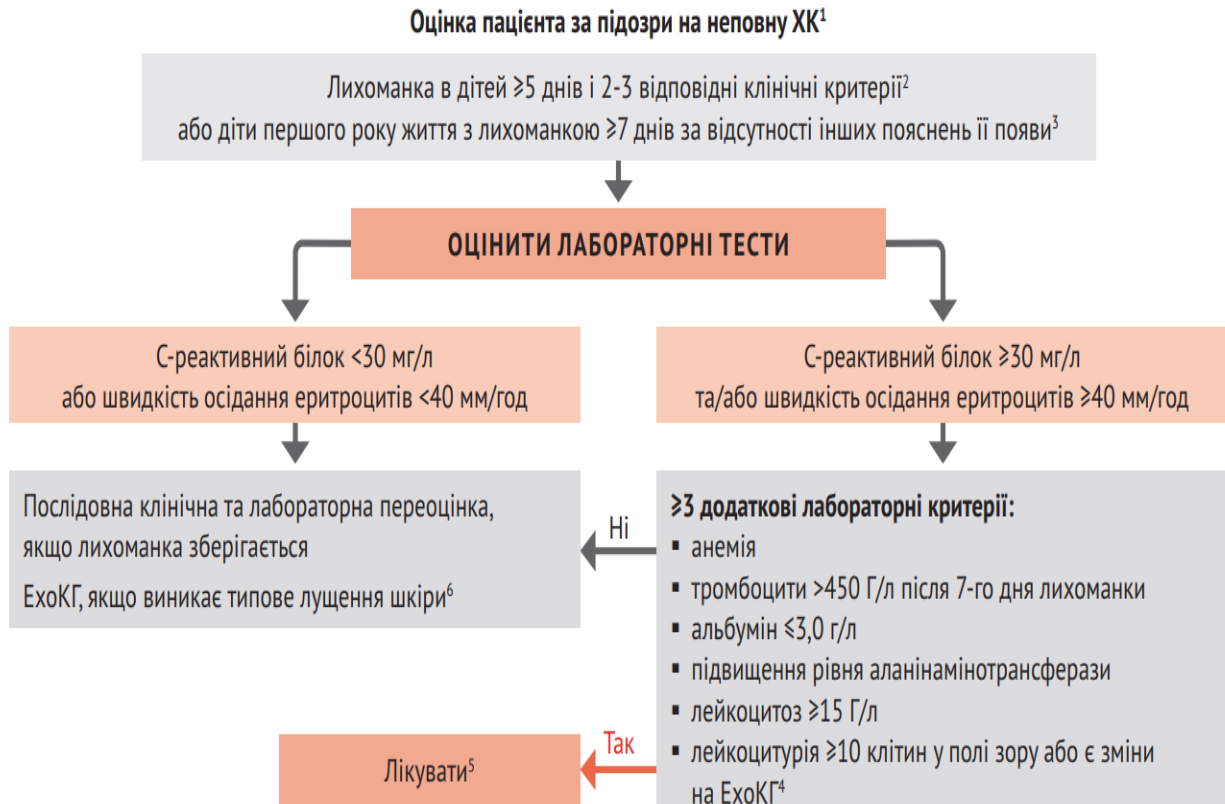 Оцінка пацієнта за підозри на неповну ХК¹
Лихоманка в дітей ⩾5 днів і 2-3 відповідні клінічні критерії²
або діти першого року життя з лихоманкою ⩾7 днів за відсутності інших пояснень її появи³
ОЦІНИТИ ЛАБОРАТОРНІ ТЕСТИ
С-реактивний білок <30 мг/л
або швидкість осідання еритроцитів <40 мм/год
С-реактивний білок ⩾30 мг/л
та/або швидкість осідання еритроцитів ⩾40 мм/год
Послідовна клінічна та лабораторна переоцінка,
якщо лихоманка зберігається
ЕхоКГ, якщо виникає типове лущення шкіри⁶
Ні
⩾3 додаткові лабораторні критерії:
▪ анемія
▪ тромбоцити >450 Г/л після 7-го дня лихоманки
▪ альбумін ⩽3,0 г/л
▪ підвищення рівня аланінамінотрансферази
▪ лейкоцитоз ⩾15 Г/л
▪ лейкоцитурія ⩾10 клітин у полі зору або є зміни
на ЕхоКГ⁴
Так
Лікувати⁵